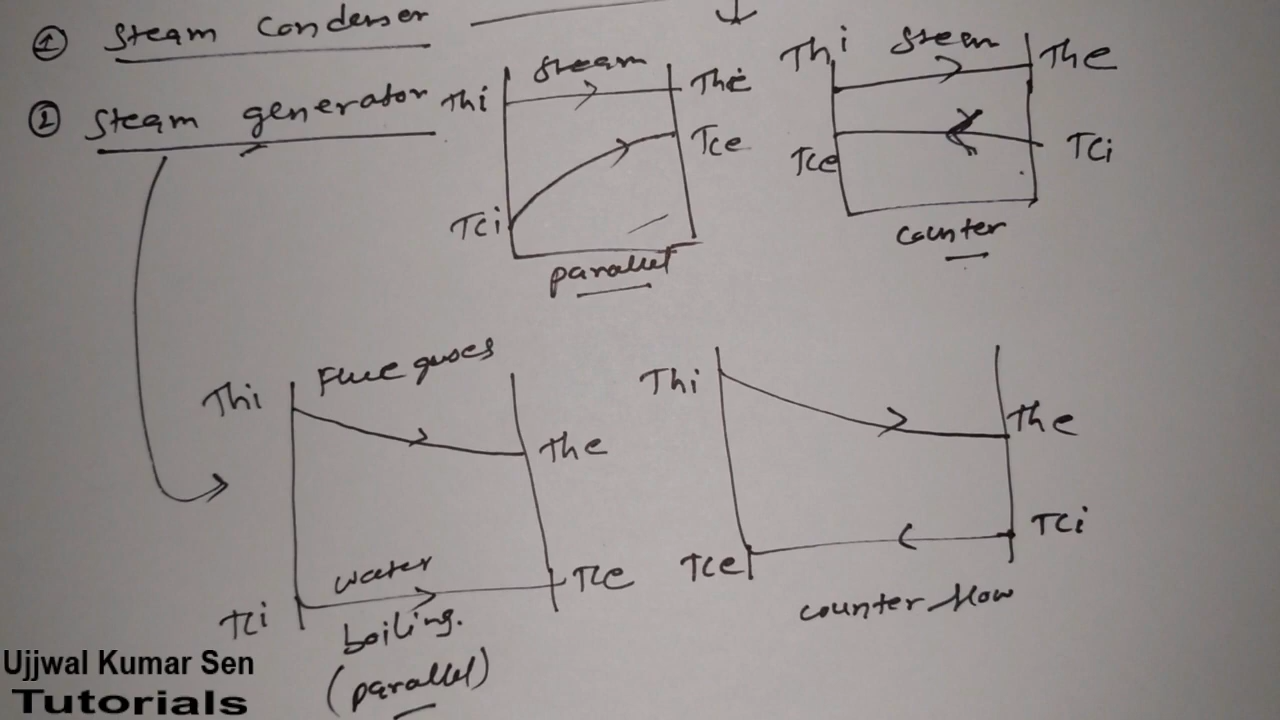 ① Steam Condenser
② Steam generator
Thi steam The
Tci Tce
parallel
Thi Steam The
Tce Tci
counter
Thi Flue gases The
Tci water Tce
boiling.
(parallel)
Thi The
Tce Tci
counter flow
Ujjwal Kumar Sen
Tutorials